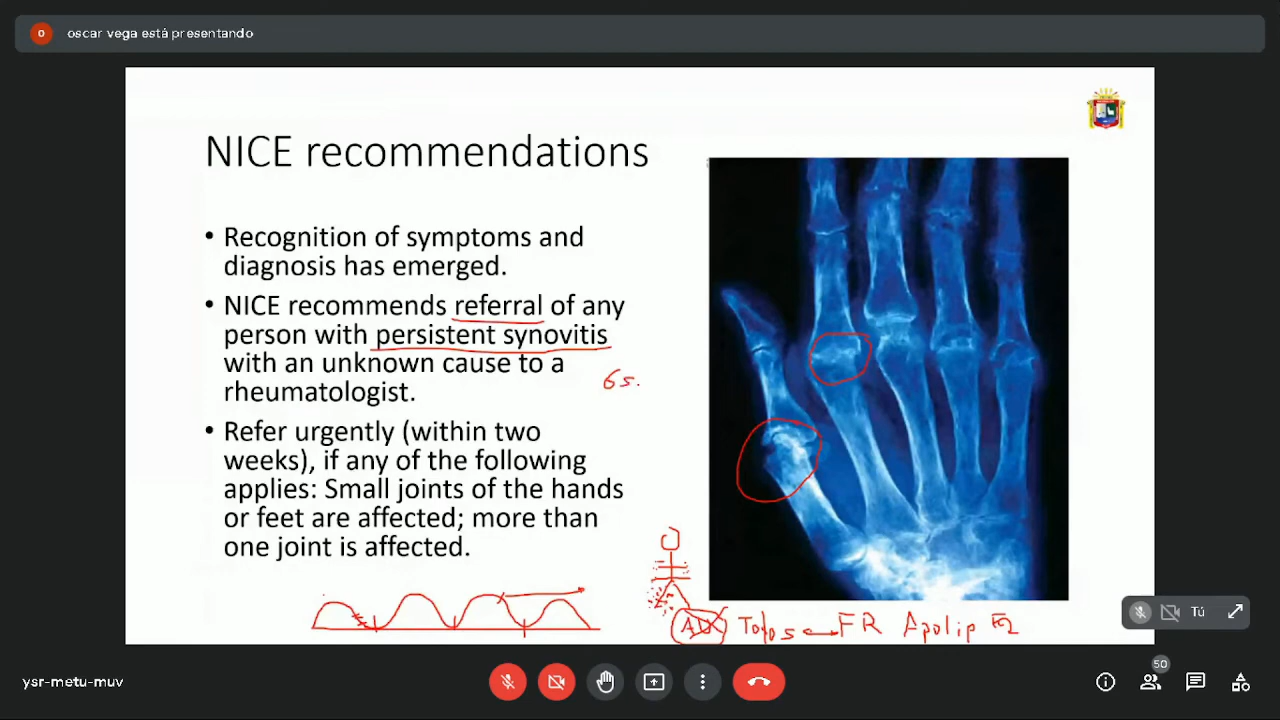 O
oscar vega está presentando
NICE recommendations
• Recognition of symptoms and
diagnosis has emerged.
• NICE recommends referral of any
person with persistent synovitis
with an unknown cause to a
rheumatologist.
6s.
• Refer urgently (within two
weeks), if any of the following
applies: Small joints of the hands
or feet are affected; more than
one joint is affected.
FR Apolip
Tú
ysr-metu-muv
50